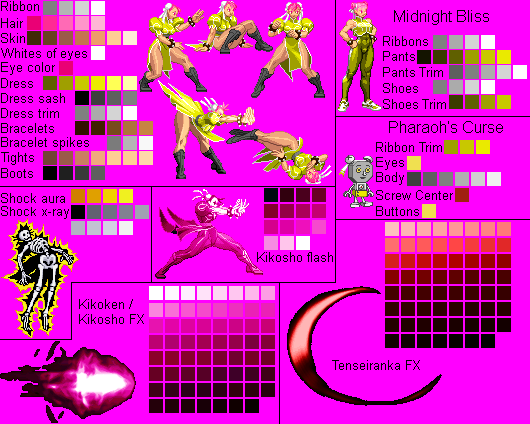 Ribbon
Hair
Skin
Whites of eyes
Eye color
Dress
Dress sash
Dress trim
Bracelets
Bracelet spikes
Tights
Boots
Midnight Bliss
Ribbons
Pants
Pants Trim
Shoes
Shoes Trim
Pharaoh's Curse
Ribbon Trim
Eyes
Body
Screw Center
Buttons
Shock aura
Shock x-ray
Kikosho flash
Kikoken /
Kikosho FX
Tenseiranka FX